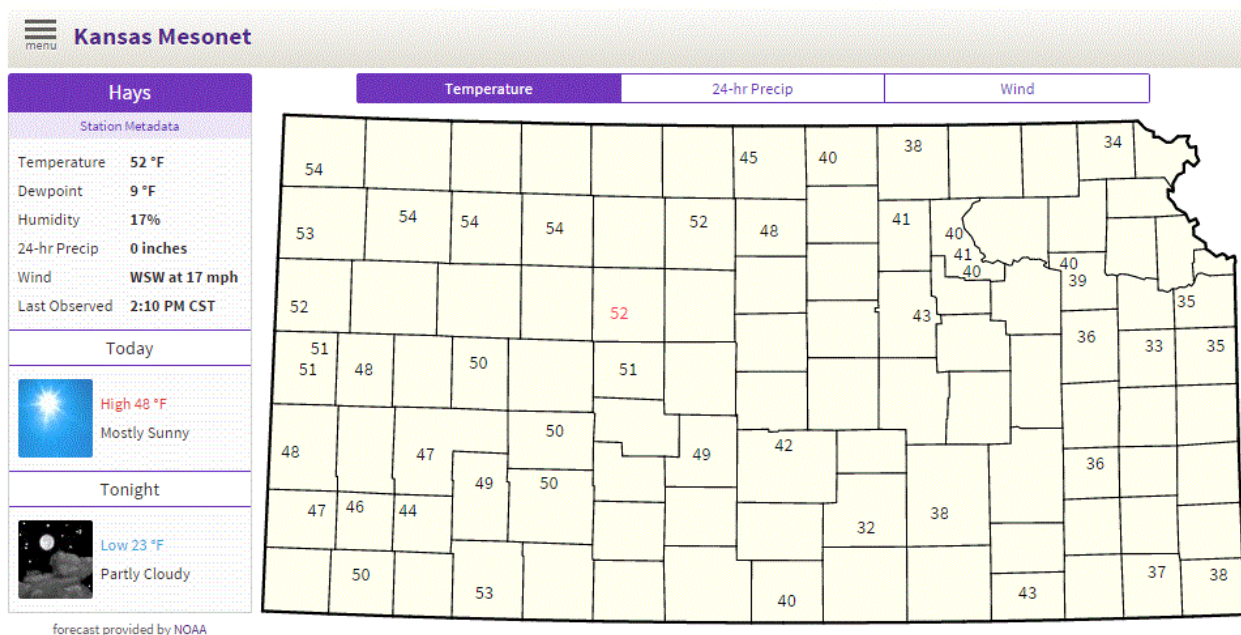 menu
Kansas Mesonet
Hays
Station Metadata
Temperature 52 °F
Dewpoint 9 °F
Humidity 17%
24-hr Precip 0 inches
Wind WSW at 17 mph
Last Observed 2:10 PM CST
Today
High 48 °F
Mostly Sunny
Tonight
Low 23 °F
Partly Cloudy
forecast provided by NOAA
Temperature 24-hr Precip Wind
54 45 40 38 34
53 54 54 54 52 48 41 40
41
40 40
39
52 52 43 35
51
51 48 50 51 36 33 35
48 47 50 49 42 36
49 50
47 46 44 32 38
50 53 40 43 37 38